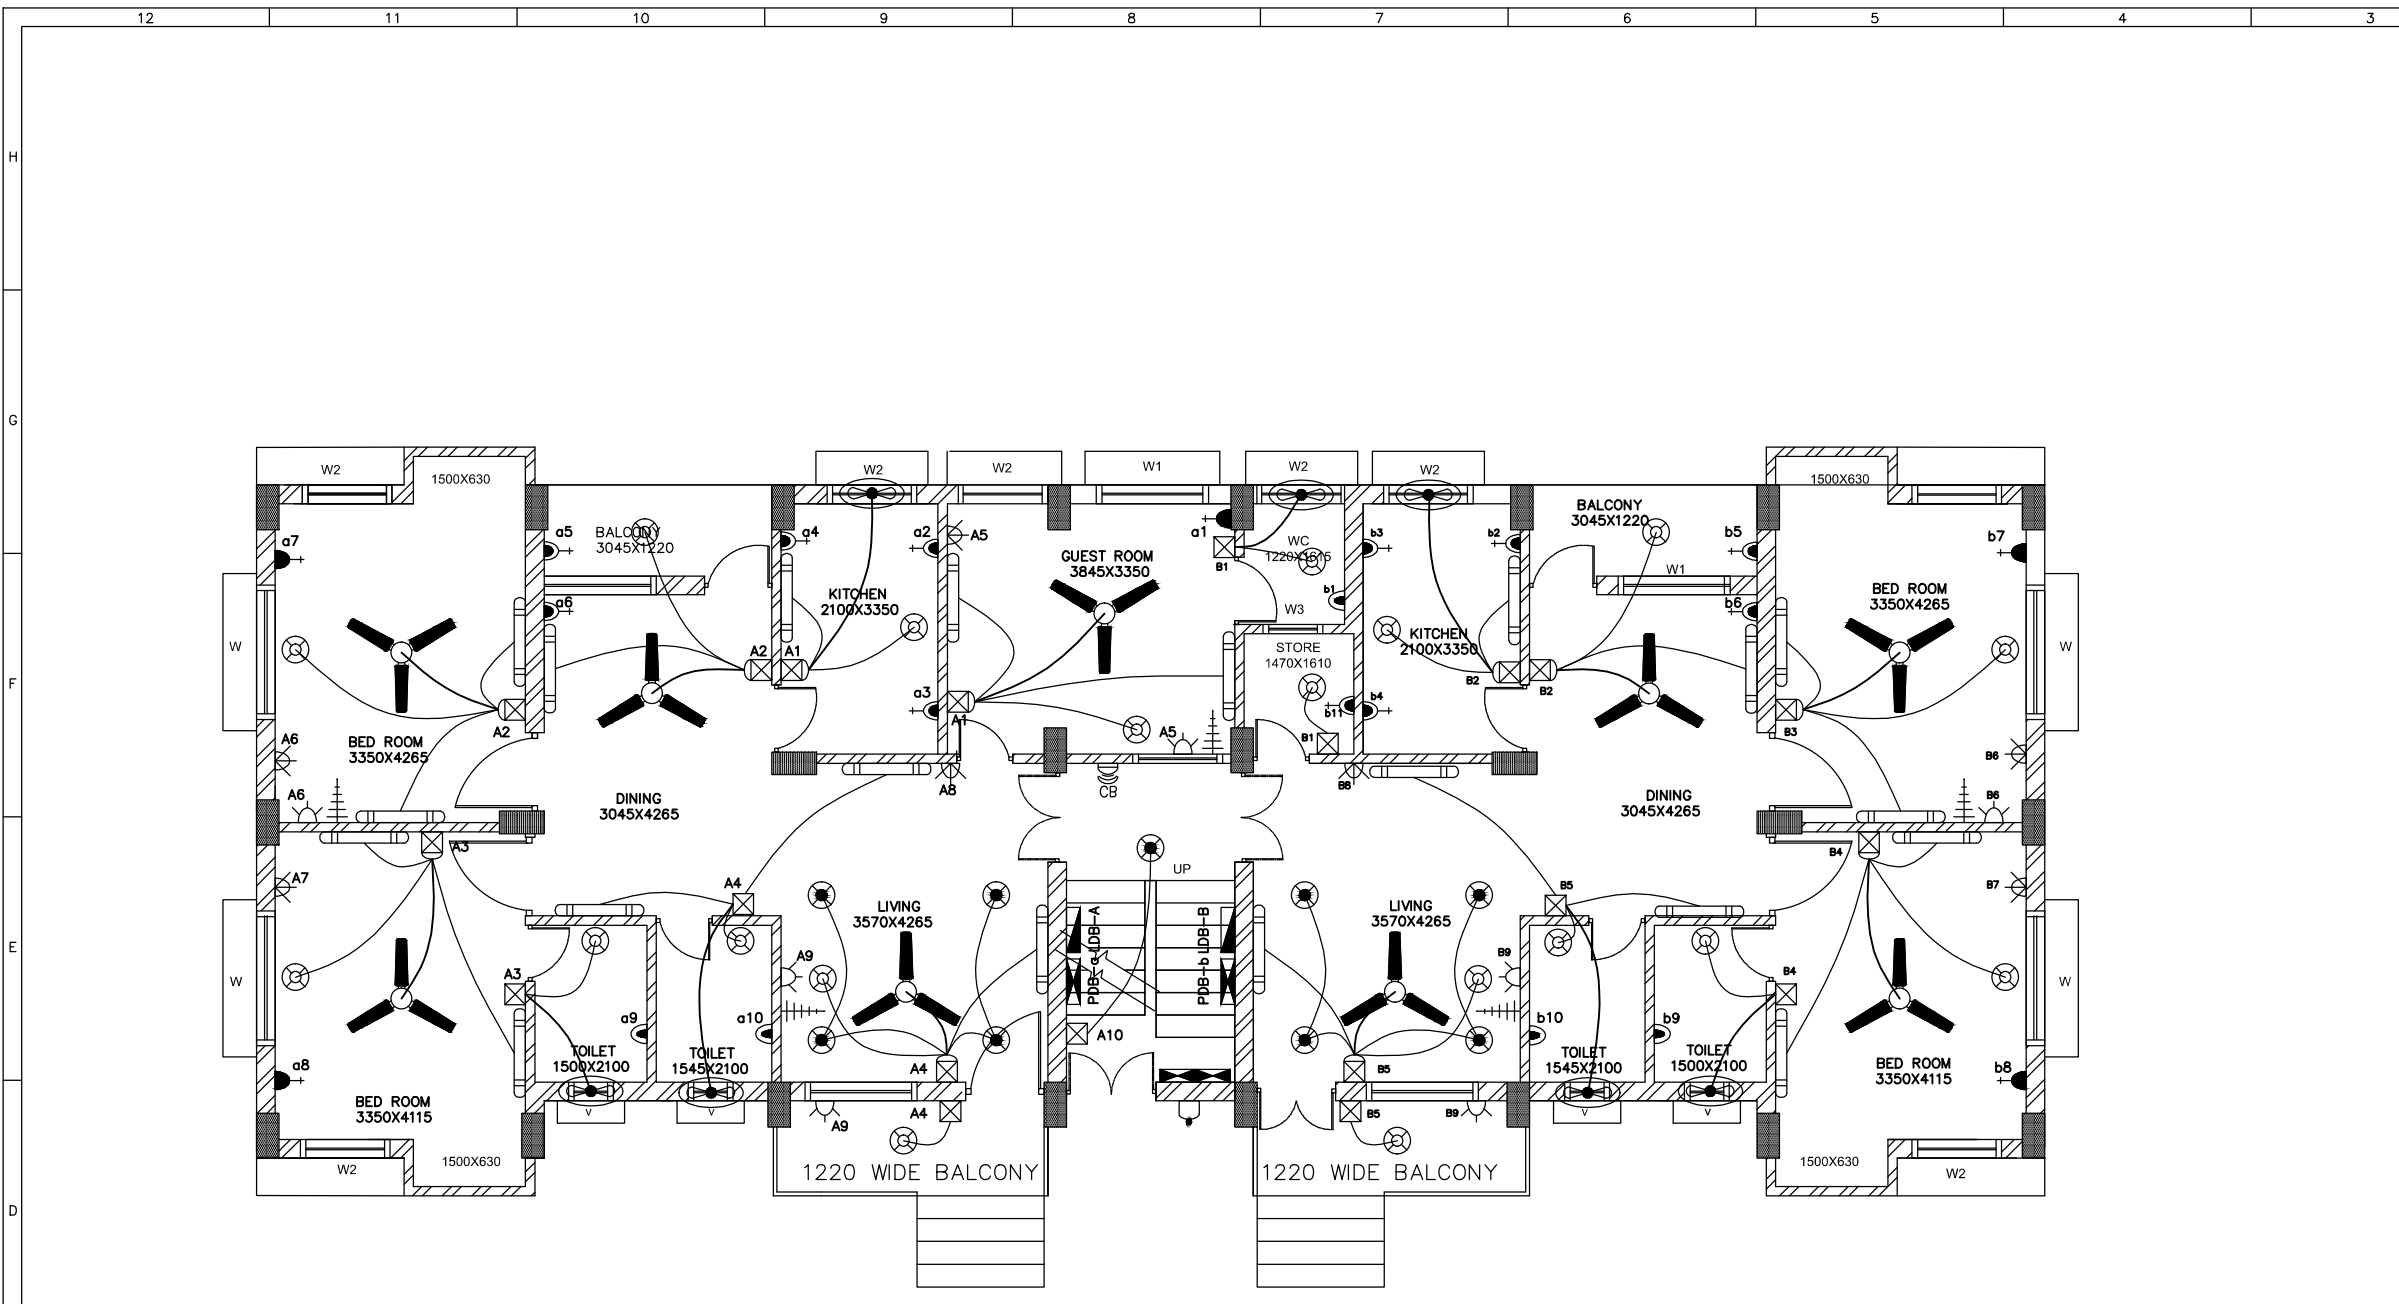 12 11 10 9 8 7 6 5 4 3
H
G
F
E
D
W2
1500X630
W2
W2
W1
W2
W2
1500X630
a7
a5
BALCONY
3045X1220
a4
a2
A5
a1
B1
WC
1220X1615
b3
b2
BALCONY
3045X1220
b5
b7
GUEST ROOM
3845X3350
W1
a6
KITCHEN
2100X3350
b1
W3
b6
BED ROOM
3350X4265
W
STORE
1470X1610
KITCHEN
2100X3350
W
A2
A1
B2
B2
a3
A1
b11
b4
A2
B3
A6
BED ROOM
3350X4265
A5
B1
B6
A8
CB
B8
A6
DINING
3045X4265
DINING
3045X4265
B6
A3
B4
UP
A7
A4
B5
B7
LIVING
3570X4265
LIVING
3570X4265
PDB-a LDB-A
PDB-b LDB-B
W
A3
A9
B9
B4
W
a9
a10
A10
b10
b9
TOILET
1500X2100
TOILET
1545X2100
TOILET
1545X2100
TOILET
1500X2100
BED ROOM
3350X4115
a8
A4
B5
b8
BED ROOM
3350X4115
V
V
A9
A4
B5
B9
V
V
W2
1500X630
1220 WIDE BALCONY
1220 WIDE BALCONY
1500X630
W2